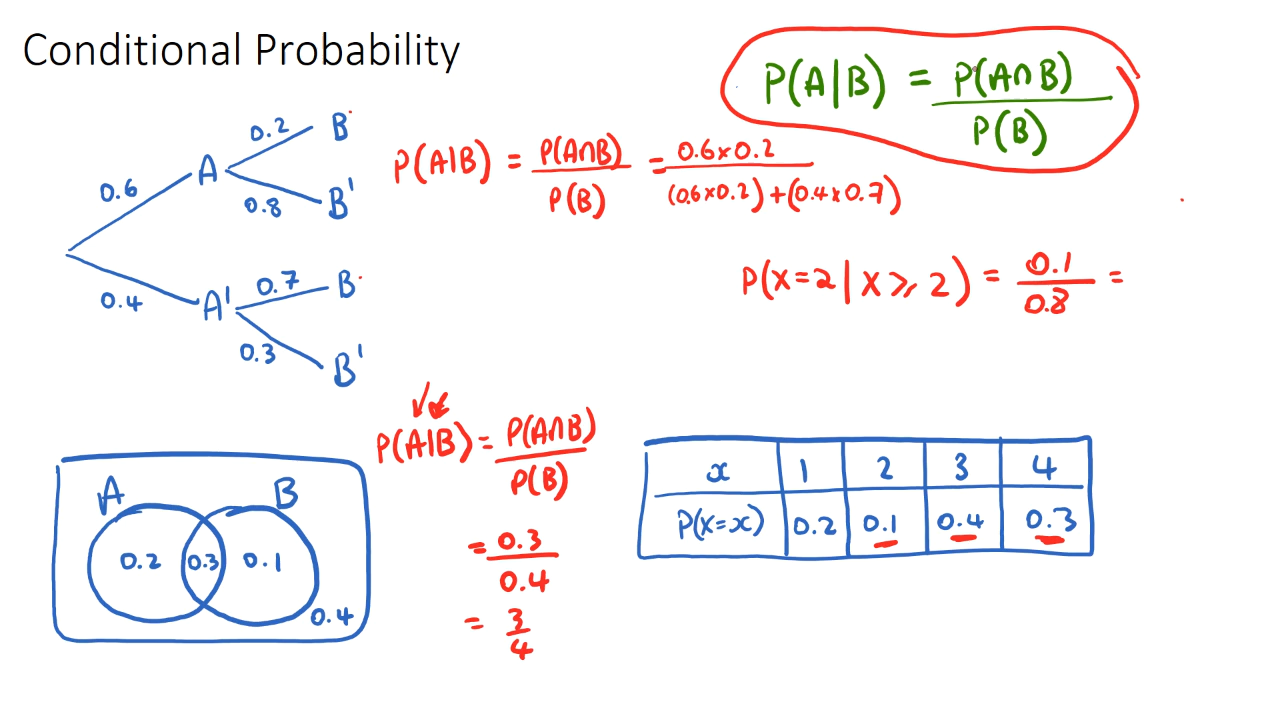 Conditional Probability
P(A|B) = P(A∩B)
P(B)
0.6
0.4
A
A'
0.2
0.8
0.7
0.3
B
B'
B
B'
P(A|B) = P(A∩B) = 0.6×0.2
P(B) (0.6×0.2)+(0.4×0.7)
P(X=2|X⩾2) = 0.1 =
0.8
A B
0.2 0.3 0.1
0.4
P(A|B) = P(A∩B)
P(B)
= 0.3
0.4
= 3
4
x 1 2 3 4
P(X=x) 0.2 0.1 0.4 0.3